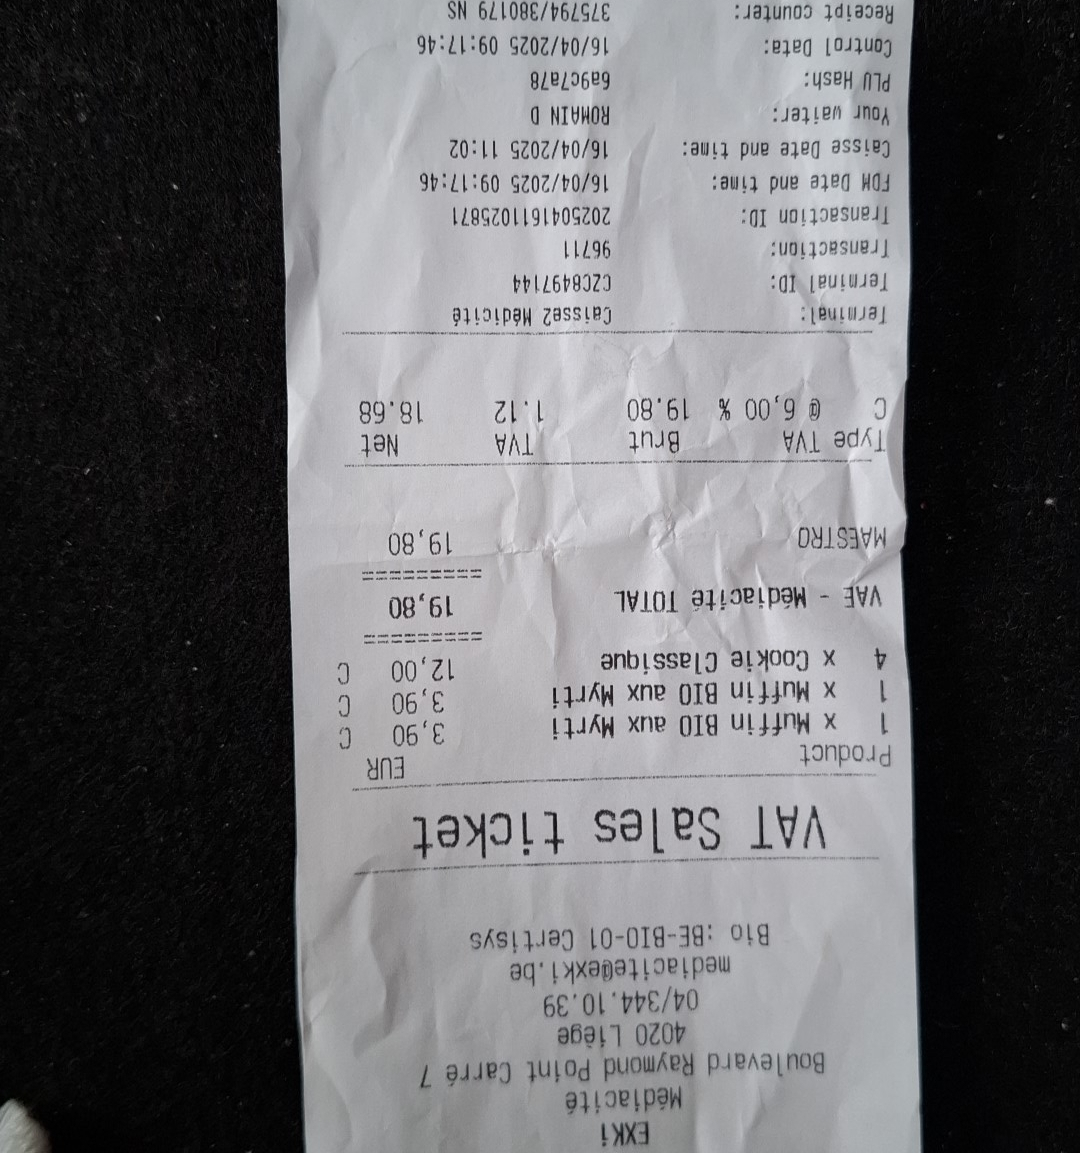 EXKi
Médiacité
Boulevard Raymond Point Carré 7
4020 Liège
04/344.10.39
mediacite@exki.be
Bio :BE-BIO-01 Certisys
VAT Sales ticket
Product EUR
1 x Muffin BIO aux Myrti 3,90 C
1 x Muffin BIO aux Myrti 3,90 C
4 x Cookie Classique 12,00 C
=========
VAE - Médiacité TOTAL 19,80
=========
MAESTRO 19,80
Type TVA Brut TVA Net
C @ 6,00 % 19.80 1.12 18.68
Terminal: Caisse2 Médicité
Terminal ID: CZC8497144
Transaction: 96711
Transaction ID: 2025041611025871
FDM Date and time: 16/04/2025 09:17:46
Caisse Date and time: 16/04/2025 11:02
Your waiter: ROMAIN D
PLU Hash: 6a9c7a78
Control Data: 16/04/2025 09:17:46
Receipt counter: 375794/380179 NS